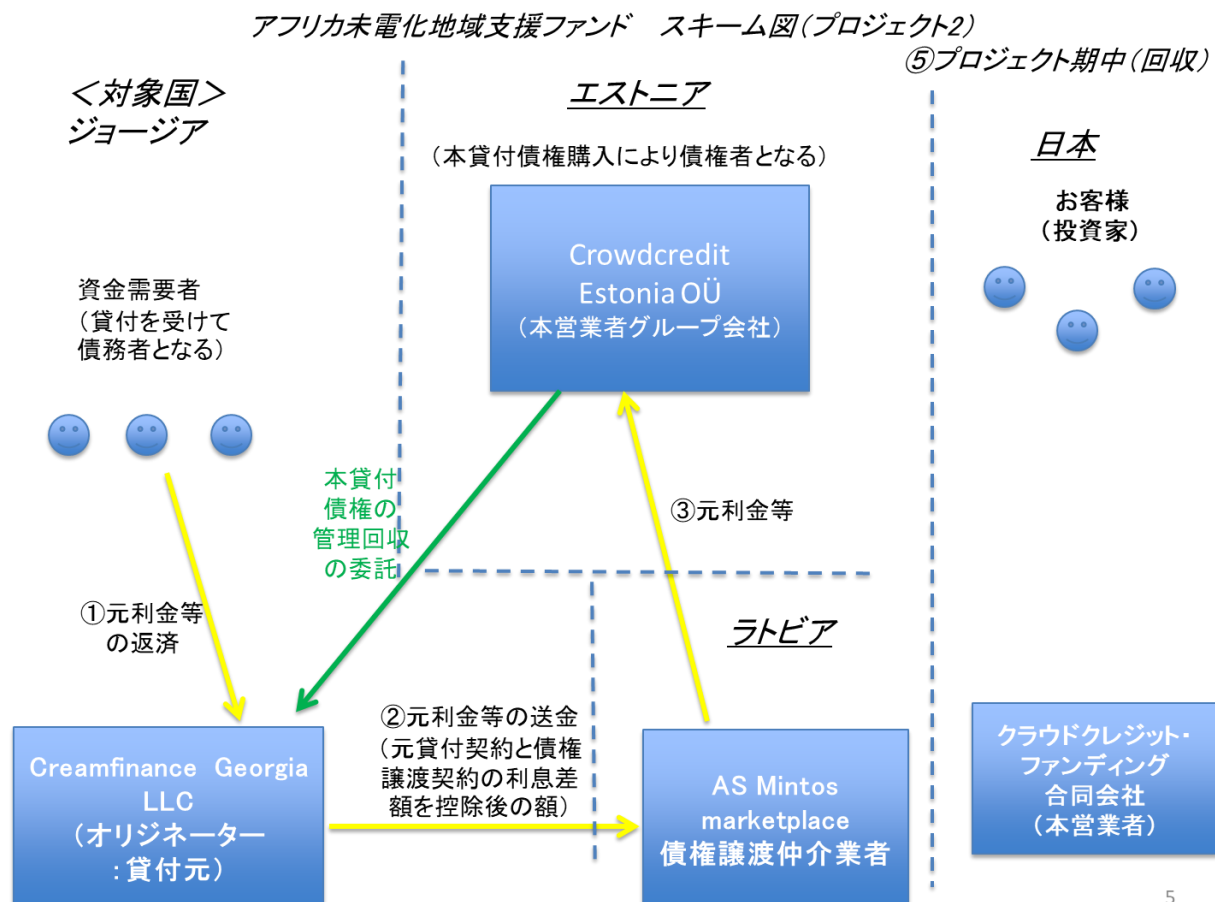 アフリカ未電化地域支援ファンド　スキーム図（プロジェクト2）
⑤プロジェクト期中（回収）
＜対象国＞
ジョージア
エストニア
（本貸付債権購入により債権者となる）
日本
お客様
（投資家）
Crowdcredit
Estonia OÜ
（本営業者グループ会社）
資金需要者
（貸付を受けて
債務者となる）
本貸付
債権の
管理回収
の委託
③元利金等
①元利金等
の返済
ラトビア
②元利金等の送金
（元貸付契約と債権
譲渡契約の利息差
額を控除後の額）
Creamfinance Georgia
LLC
（オリジネーター
：貸付元）
AS Mintos
marketplace
債権譲渡仲介業者
クラウドクレジット・
ファンディング
合同会社
（本営業者）
5